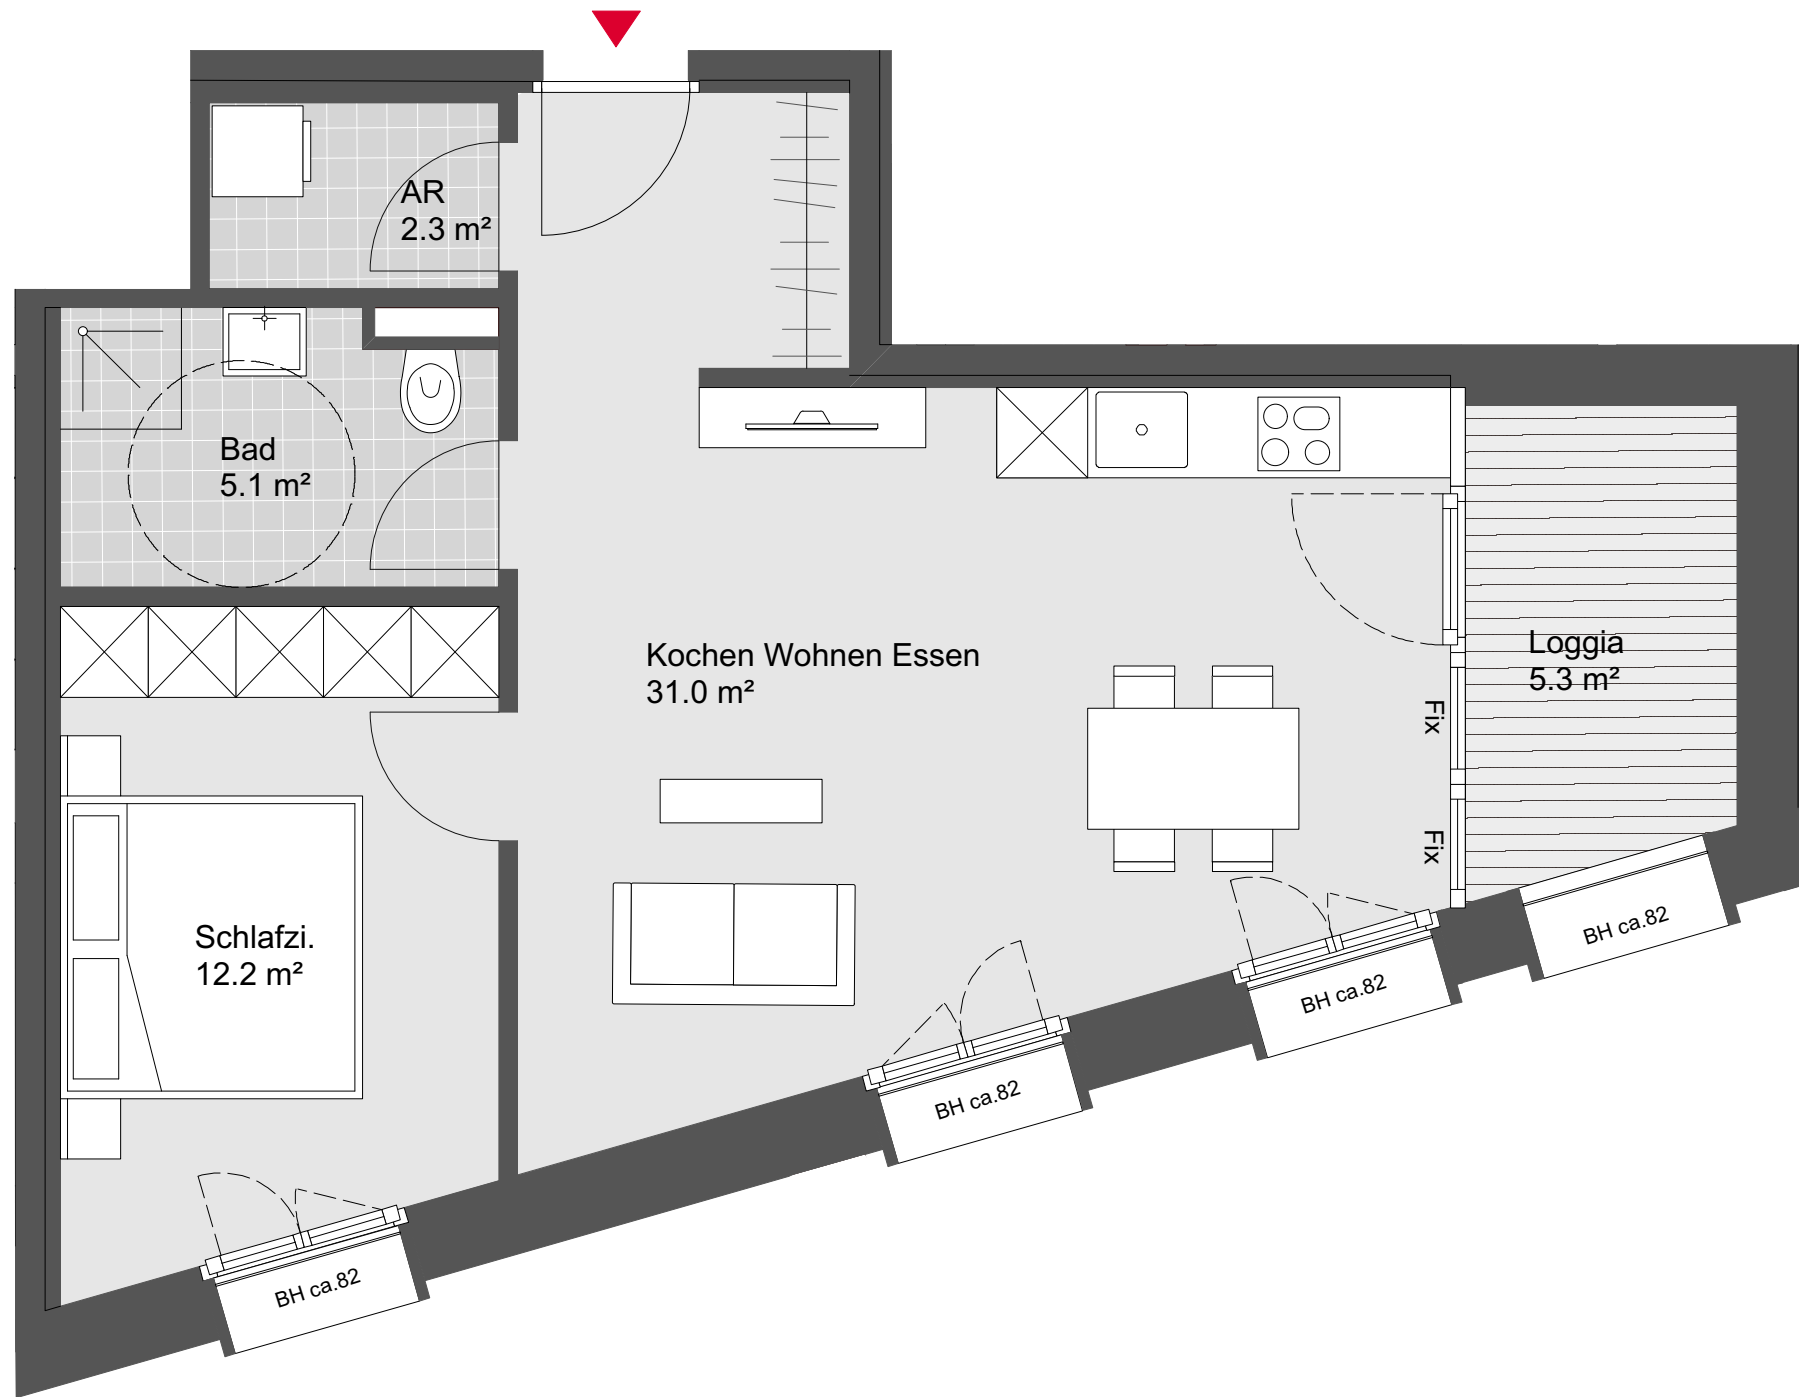 AR
2.3 m²
Bad
5.1 m²
Kochen Wohnen Essen
31.0 m²
Loggia
5.3 m²
Fix
Fix
Schlafzi.
12.2 m²
BH ca.82
BH ca.82
BH ca.82
BH ca.82